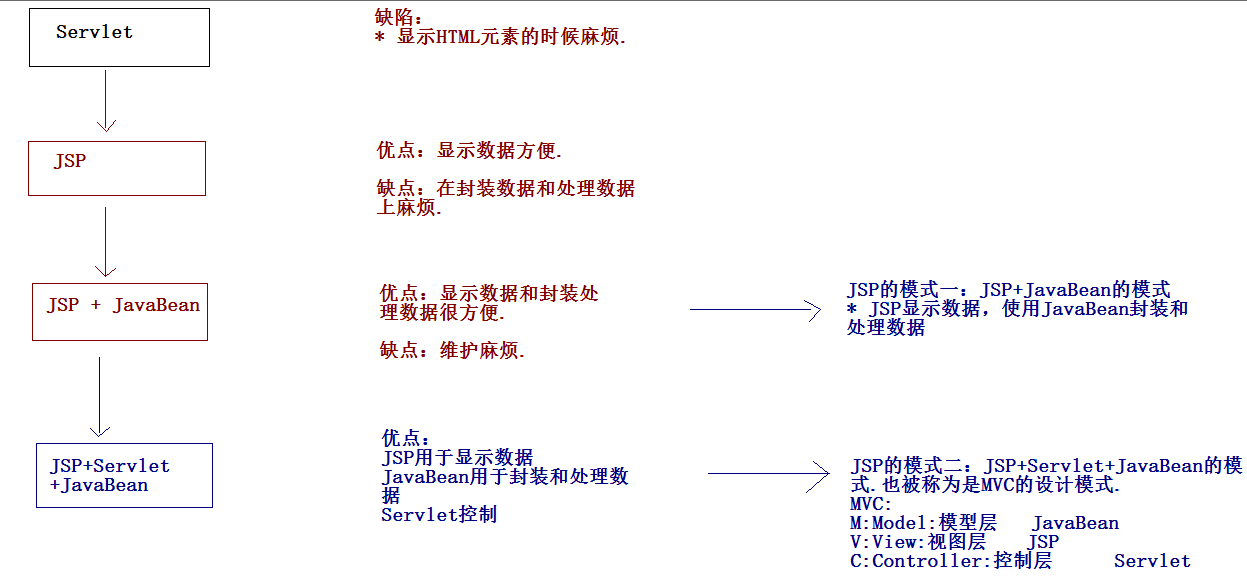 Servlet
缺陷：
* 显示HTML元素的时候麻烦.
JSP
优点：显示数据方便.
缺点：在封装数据和处理数据
上麻烦.
JSP + JavaBean
优点：显示数据和封装处
理数据很方便.
缺点：维护麻烦.
JSP的模式一：JSP+JavaBean的模式
* JSP显示数据，使用JavaBean封装和
处理数据
JSP+Servlet
+JavaBean
优点：
JSP用于显示数据
JavaBean用于封装和处理数
据
Servlet控制
JSP的模式二：JSP+Servlet+JavaBean的模
式.也被称为是MVC的设计模式.
MVC:
M:Model:模型层 JavaBean
V:View:视图层 JSP
C:Controller:控制层 Servlet